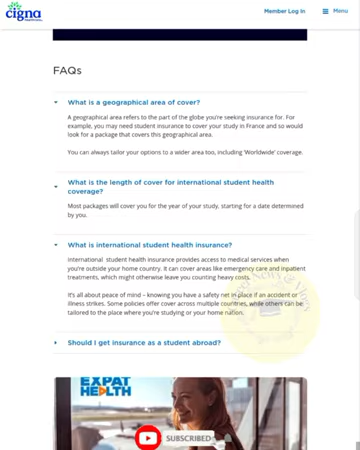 cigna
Member Log In
Menu
FAQs
What is a geographical area of cover?
A geographical area refers to the part of the globe you're seeking insurance for. For
example, you may need student insurance to cover your study in France and so would
look for a package that covers this geographical area.
You can always tailor your options to a wider area too, including 'Worldwide' coverage.
What is the length of cover for international student health
coverage?
Most packages will cover you for the year of your study, starting for a date determined
by you.
What is international student health insurance?
International student health insurance provides access to medical services when
you're outside your home country. It can cover areas like emergency care and inpatient
treatments, which might otherwise leave you counting heavy costs.
It's all about peace of mind – knowing you have a safety net in place if an accident or
illness strikes. Some policies offer cover across multiple countries, while others can be
tailored to the place where you're studying or your home nation.
Should I get insurance as a student abroad?
EXPAT
HEALTH
SUBSCRIBED